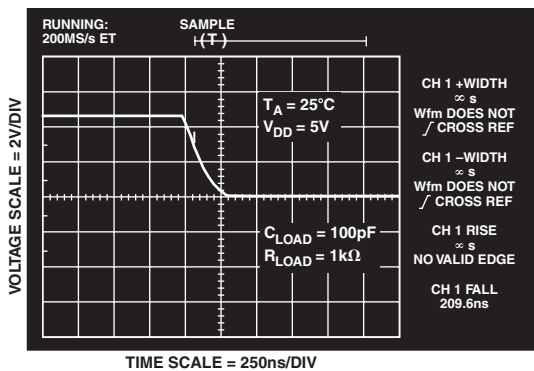 RUNNING:
200MS/s ET
SAMPLE
(T)
T_A = 25°C
V_DD = 5V
C_LOAD = 100pF
R_LOAD = 1kΩ
CH 1 +WIDTH
∞ s
Wfm DOES NOT
∫ CROSS REF
CH 1 –WIDTH
∞ s
Wfm DOES NOT
∫ CROSS REF
CH 1 RISE
∞ s
NO VALID EDGE
CH 1 FALL
209.6ns
VOLTAGE SCALE = 2V/DIV
TIME SCALE = 250ns/DIV